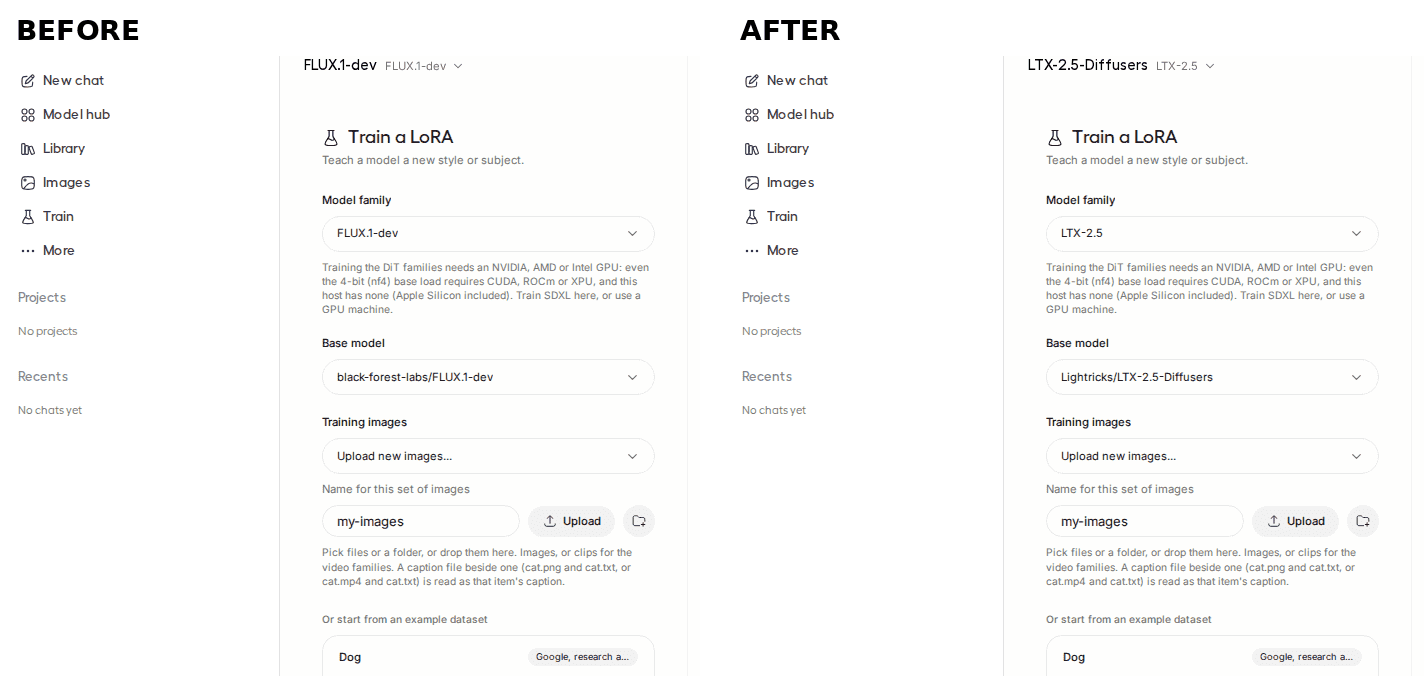 BEFORE
New chat
Model hub
Library
Images
Train
More
Projects
No projects
Recents
No chats yet
FLUX.1-dev FLUX.1-dev
Train a LoRA
Teach a model a new style or subject.
Model family
FLUX.1-dev
Training the DiT families needs an NVIDIA, AMD or Intel GPU: even
the 4-bit (nf4) base load requires CUDA, ROCm or XPU, and this
host has none (Apple Silicon included). Train SDXL here, or use a
GPU machine.
Base model
black-forest-labs/FLUX.1-dev
Training images
Upload new images...
Name for this set of images
my-images Upload
Pick files or a folder, or drop them here. Images, or clips for the
video families. A caption file beside one (cat.png and cat.txt, or
cat.mp4 and cat.txt) is read as that item's caption.
Or start from an example dataset
Dog Google, research a...
AFTER
New chat
Model hub
Library
Images
Train
More
Projects
No projects
Recents
No chats yet
LTX-2.5-Diffusers LTX-2.5
Train a LoRA
Teach a model a new style or subject.
Model family
LTX-2.5
Training the DiT families needs an NVIDIA, AMD or Intel GPU: even
the 4-bit (nf4) base load requires CUDA, ROCm or XPU, and this
host has none (Apple Silicon included). Train SDXL here, or use a
GPU machine.
Base model
Lightricks/LTX-2.5-Diffusers
Training images
Upload new images...
Name for this set of images
my-images Upload
Pick files or a folder, or drop them here. Images, or clips for the
video families. A caption file beside one (cat.png and cat.txt, or
cat.mp4 and cat.txt) is read as that item's caption.
Or start from an example dataset
Dog Google, research a...